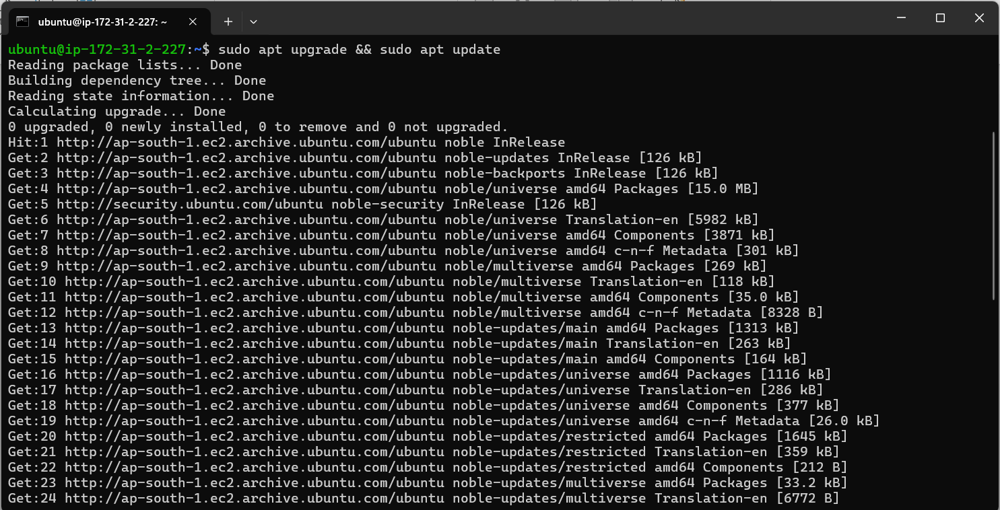 ubuntu@ip-172-31-2-227: ~
ubuntu@ip-172-31-2-227:~$ sudo apt upgrade && sudo apt update
Reading package lists... Done
Building dependency tree... Done
Reading state information... Done
Calculating upgrade... Done
0 upgraded, 0 newly installed, 0 to remove and 0 not upgraded.
Hit:1 http://ap-south-1.ec2.archive.ubuntu.com/ubuntu noble InRelease
Get:2 http://ap-south-1.ec2.archive.ubuntu.com/ubuntu noble-updates InRelease [126 kB]
Get:3 http://ap-south-1.ec2.archive.ubuntu.com/ubuntu noble-backports InRelease [126 kB]
Get:4 http://ap-south-1.ec2.archive.ubuntu.com/ubuntu noble/universe amd64 Packages [15.0 MB]
Get:5 http://security.ubuntu.com/ubuntu noble-security InRelease [126 kB]
Get:6 http://ap-south-1.ec2.archive.ubuntu.com/ubuntu noble/universe Translation-en [5982 kB]
Get:7 http://ap-south-1.ec2.archive.ubuntu.com/ubuntu noble/universe amd64 Components [3871 kB]
Get:8 http://ap-south-1.ec2.archive.ubuntu.com/ubuntu noble/universe amd64 c-n-f Metadata [301 kB]
Get:9 http://ap-south-1.ec2.archive.ubuntu.com/ubuntu noble/multiverse amd64 Packages [269 kB]
Get:10 http://ap-south-1.ec2.archive.ubuntu.com/ubuntu noble/multiverse Translation-en [118 kB]
Get:11 http://ap-south-1.ec2.archive.ubuntu.com/ubuntu noble/multiverse amd64 Components [35.0 kB]
Get:12 http://ap-south-1.ec2.archive.ubuntu.com/ubuntu noble/multiverse amd64 c-n-f Metadata [8328 B]
Get:13 http://ap-south-1.ec2.archive.ubuntu.com/ubuntu noble-updates/main amd64 Packages [1313 kB]
Get:14 http://ap-south-1.ec2.archive.ubuntu.com/ubuntu noble-updates/main Translation-en [263 kB]
Get:15 http://ap-south-1.ec2.archive.ubuntu.com/ubuntu noble-updates/main amd64 Components [164 kB]
Get:16 http://ap-south-1.ec2.archive.ubuntu.com/ubuntu noble-updates/universe amd64 Packages [1116 kB]
Get:17 http://ap-south-1.ec2.archive.ubuntu.com/ubuntu noble-updates/universe Translation-en [286 kB]
Get:18 http://ap-south-1.ec2.archive.ubuntu.com/ubuntu noble-updates/universe amd64 Components [377 kB]
Get:19 http://ap-south-1.ec2.archive.ubuntu.com/ubuntu noble-updates/universe amd64 c-n-f Metadata [26.0 kB]
Get:20 http://ap-south-1.ec2.archive.ubuntu.com/ubuntu noble-updates/restricted amd64 Packages [1645 kB]
Get:21 http://ap-south-1.ec2.archive.ubuntu.com/ubuntu noble-updates/restricted Translation-en [359 kB]
Get:22 http://ap-south-1.ec2.archive.ubuntu.com/ubuntu noble-updates/restricted amd64 Components [212 B]
Get:23 http://ap-south-1.ec2.archive.ubuntu.com/ubuntu noble-updates/multiverse amd64 Packages [33.2 kB]
Get:24 http://ap-south-1.ec2.archive.ubuntu.com/ubuntu noble-updates/multiverse Translation-en [6772 B]